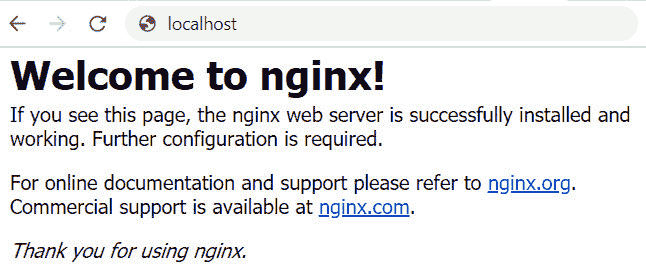 localhost
Welcome to nginx!
If you see this page, the nginx web server is successfully installed and
working. Further configuration is required.
For online documentation and support please refer to nginx.org.
Commercial support is available at nginx.com.
Thank you for using nginx.